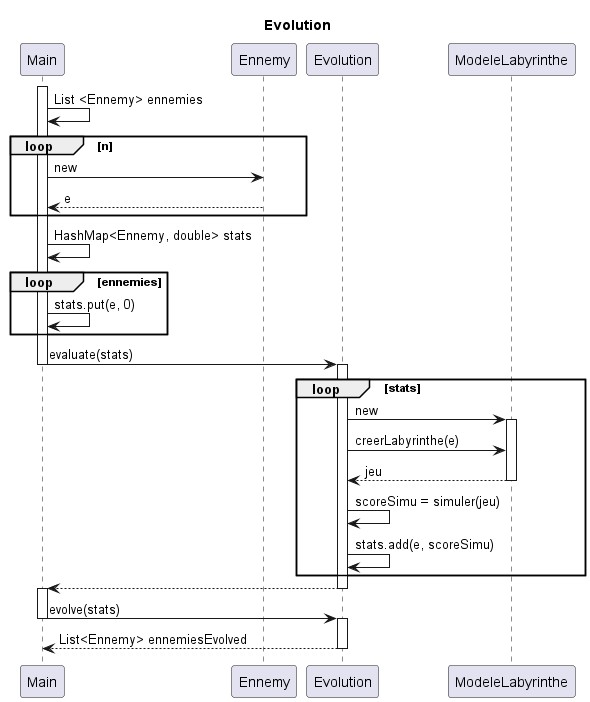 Evolution
Main Ennemy Evolution ModeleLabyrinthe
List <Ennemy> ennemies
loop [n]
new
e
HashMap<Ennemy, double> stats
loop [ennemies]
stats.put(e, 0)
evaluate(stats)
loop [stats]
new
creerLabyrinthe(e)
jeu
scoreSimu = simuler(jeu)
stats.add(e, scoreSimu)
evolve(stats)
List<Ennemy> ennemiesEvolved
Main Ennemy Evolution ModeleLabyrinthe